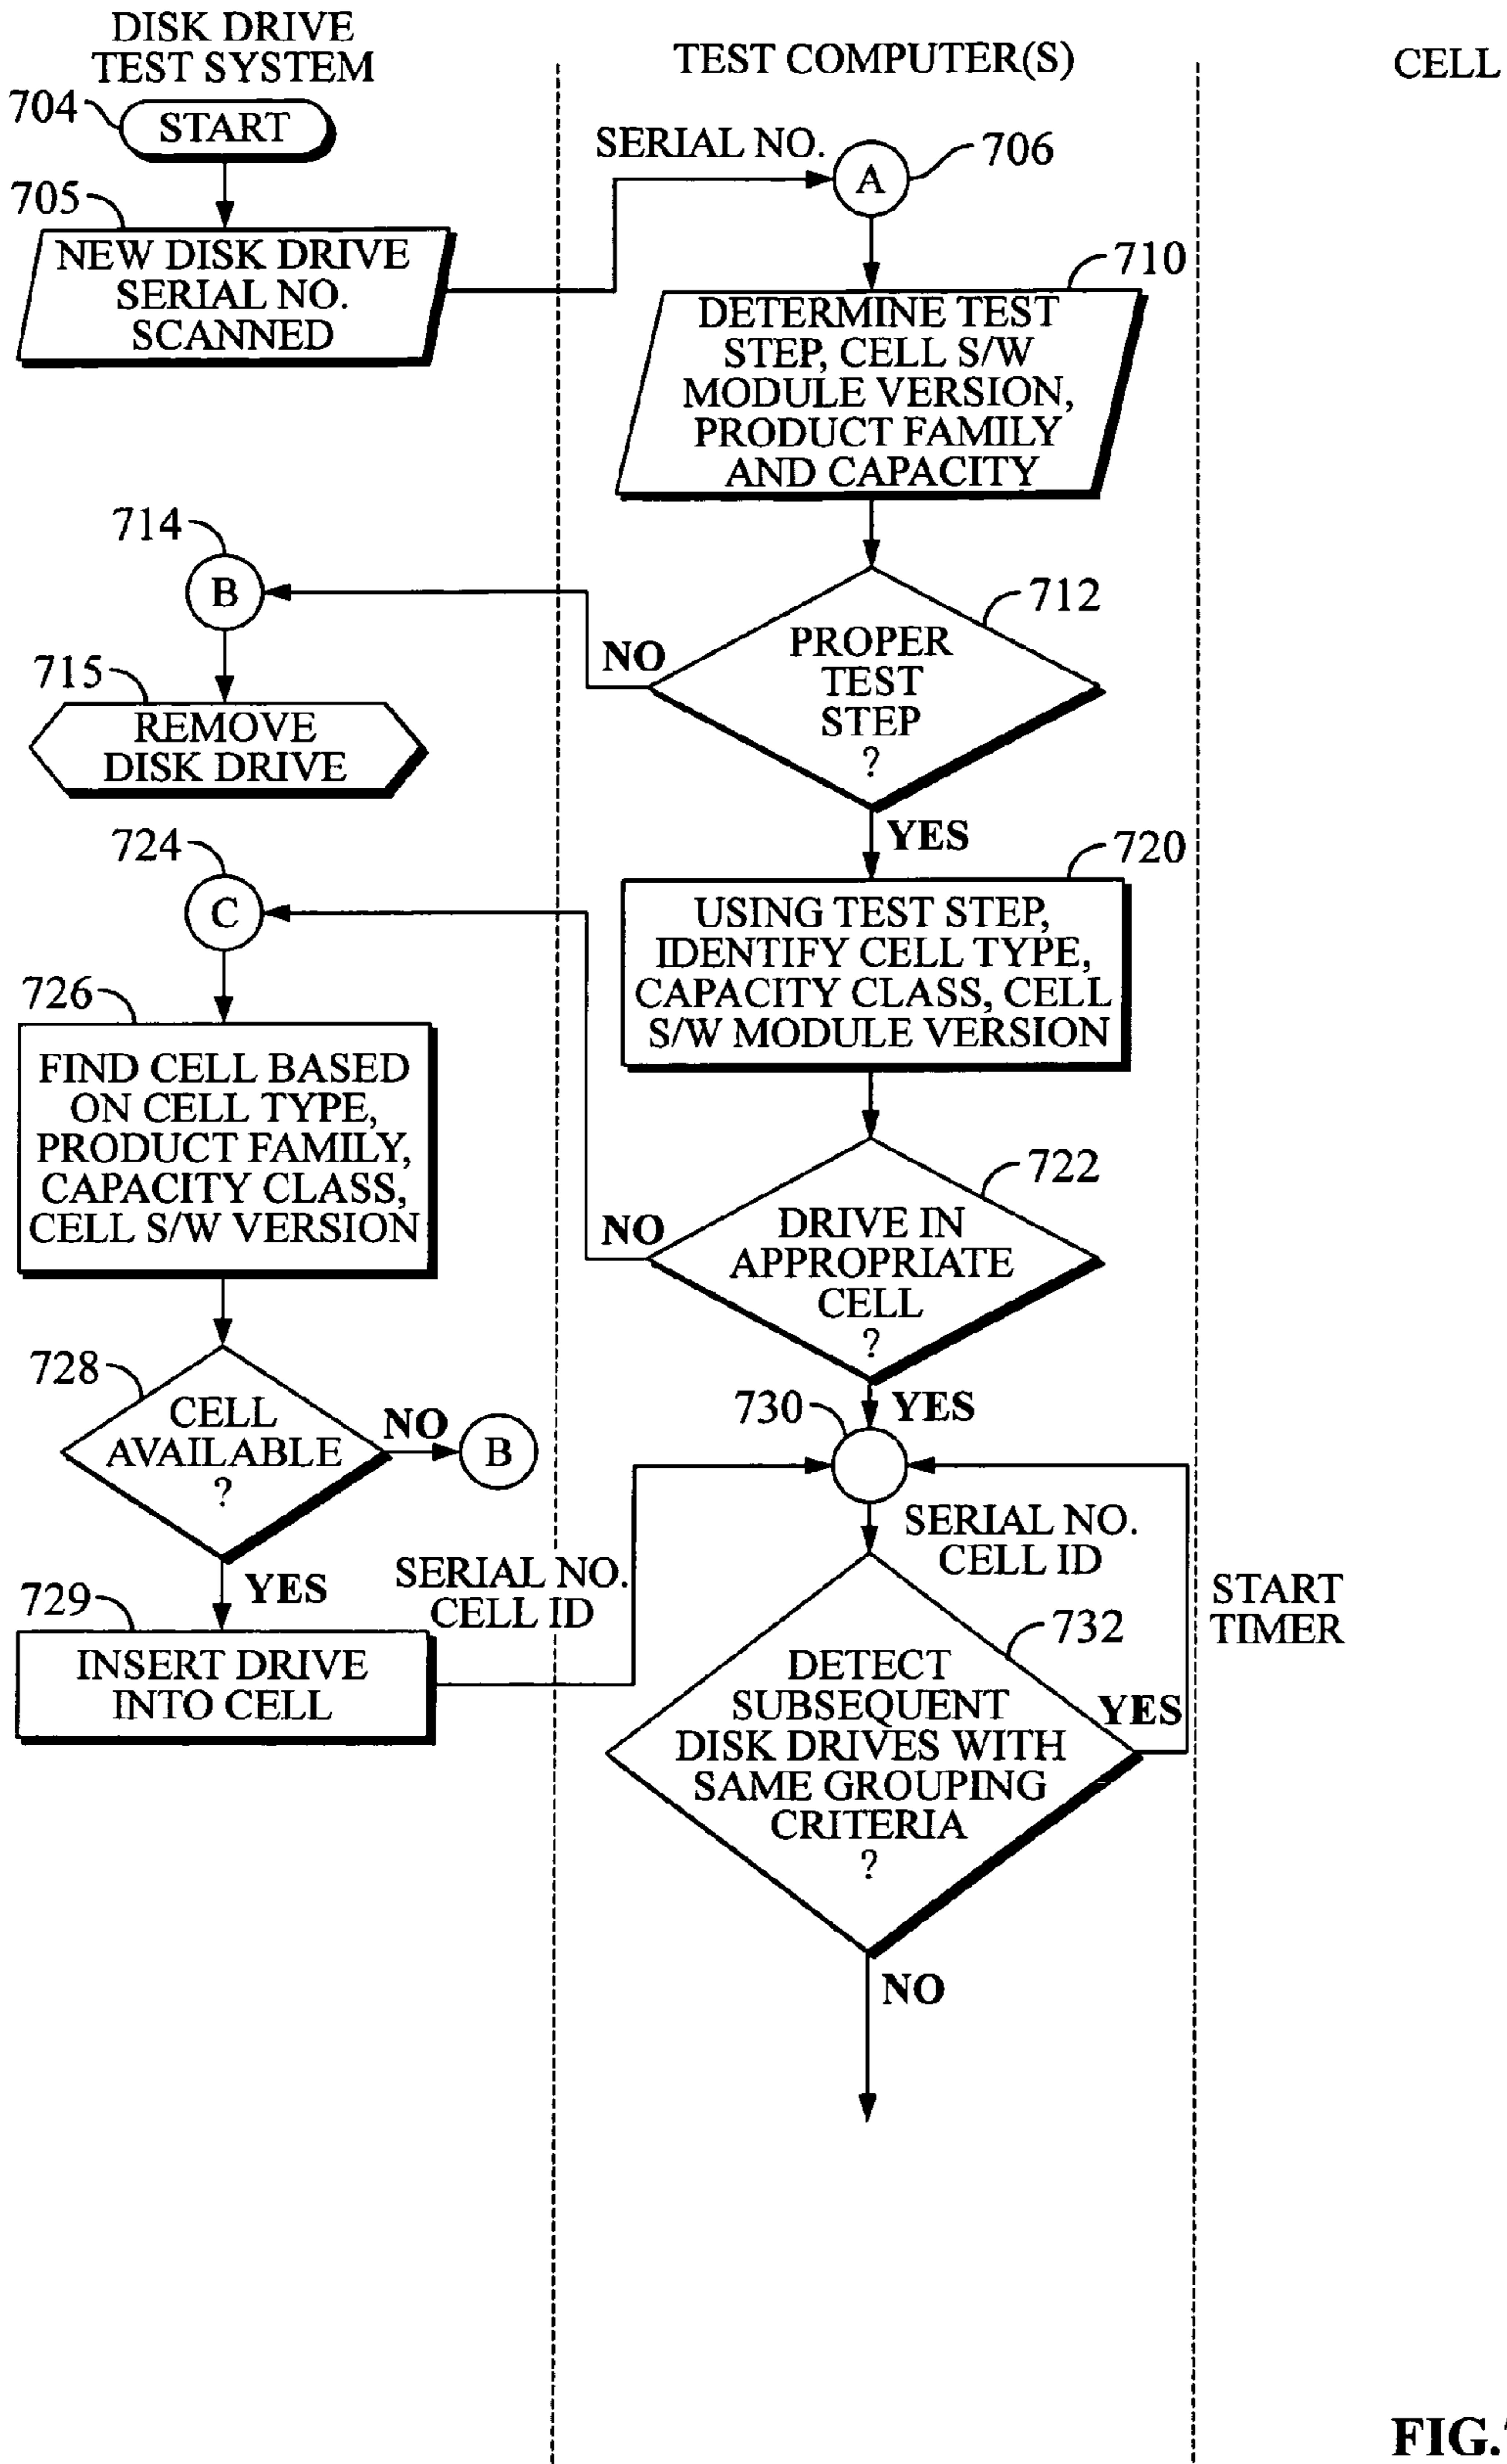 DISK DRIVE
TEST SYSTEM
TEST COMPUTER(S)
CELL
704
START
SERIAL NO.
A
706
705
NEW DISK DRIVE
SERIAL NO.
SCANNED
710
DETERMINE TEST
STEP, CELL S/W
MODULE VERSION,
PRODUCT FAMILY
AND CAPACITY
714
B
712
PROPER
TEST
STEP
?
NO
715
REMOVE
DISK DRIVE
YES
724
C
720
USING TEST STEP,
IDENTIFY CELL TYPE,
CAPACITY CLASS, CELL
S/W MODULE VERSION
726
FIND CELL BASED
ON CELL TYPE,
PRODUCT FAMILY,
CAPACITY CLASS,
CELL S/W VERSION
722
DRIVE IN
APPROPRIATE
CELL
?
NO
728
CELL
AVAILABLE
?
NO
B
730
YES
SERIAL NO.
CELL ID
YES
SERIAL NO.
CELL ID
START
TIMER
729
INSERT DRIVE
INTO CELL
732
DETECT
SUBSEQUENT
DISK DRIVES WITH
SAME GROUPING
CRITERIA
?
YES
NO
FIG.